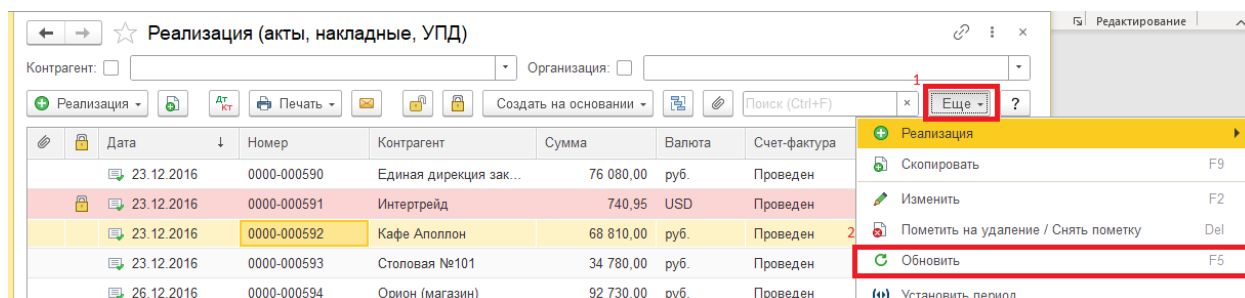 Редактирование
Реализация (акты, накладные, УПД)
Контрагент: Организация:
1
Реализация Дт Кт Печать Создать на основании Поиск (Ctrl+F) × Еще ?
Дата ↓ Номер Контрагент Сумма Валюта Счет-фактура
23.12.2016 0000-000590 Единая дирекция зак... 76 080,00 руб. Проведен
23.12.2016 0000-000591 Интертрейд 740,95 USD Проведен
23.12.2016 0000-000592 Кафе Аполлон 68 810,00 руб. Проведен
23.12.2016 0000-000593 Столовая №101 34 780,00 руб. Проведен
26.12.2016 0000-000594 Орион (магазин) 92 730,00 руб. Проведен
Реализация
Скопировать F9
Изменить F2
2 Пометить на удаление / Снять пометку Del
Обновить F5
Установить период